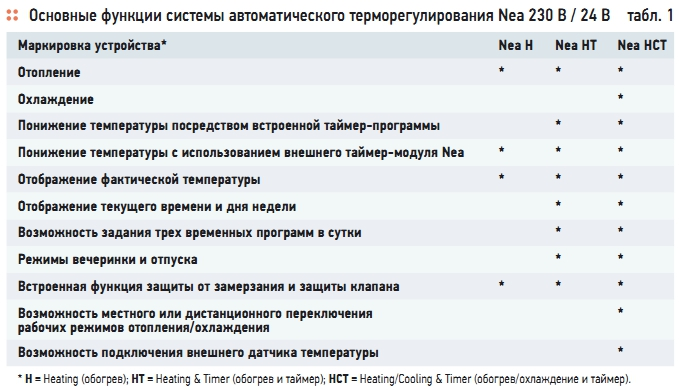 Основные функции системы автоматического терморегулирования Nea 230 В / 24 В табл. 1
Маркировка устройства* Nea H Nea HT Nea HCT
Отопление * * *
Охлаждение *
Понижение температуры посредством встроенной таймер-программы * *
Понижение температуры с использованием внешнего таймер-модуля Nea * * *
Отображение фактической температуры * * *
Отображение текущего времени и дня недели * *
Возможность задания трех временных программ в сутки * *
Режимы вечеринки и отпуска * *
Встроенная функция защиты от замерзания и защиты клапана * * *
Возможность местного или дистанционного переключения
рабочих режимов отопления/охлаждения *
Возможность подключения внешнего датчика температуры *
* H = Heating (обогрев); HT = Heating & Timer (обогрев и таймер); HCT = Heating/Cooling & Timer (обогрев/охлаждение и таймер).